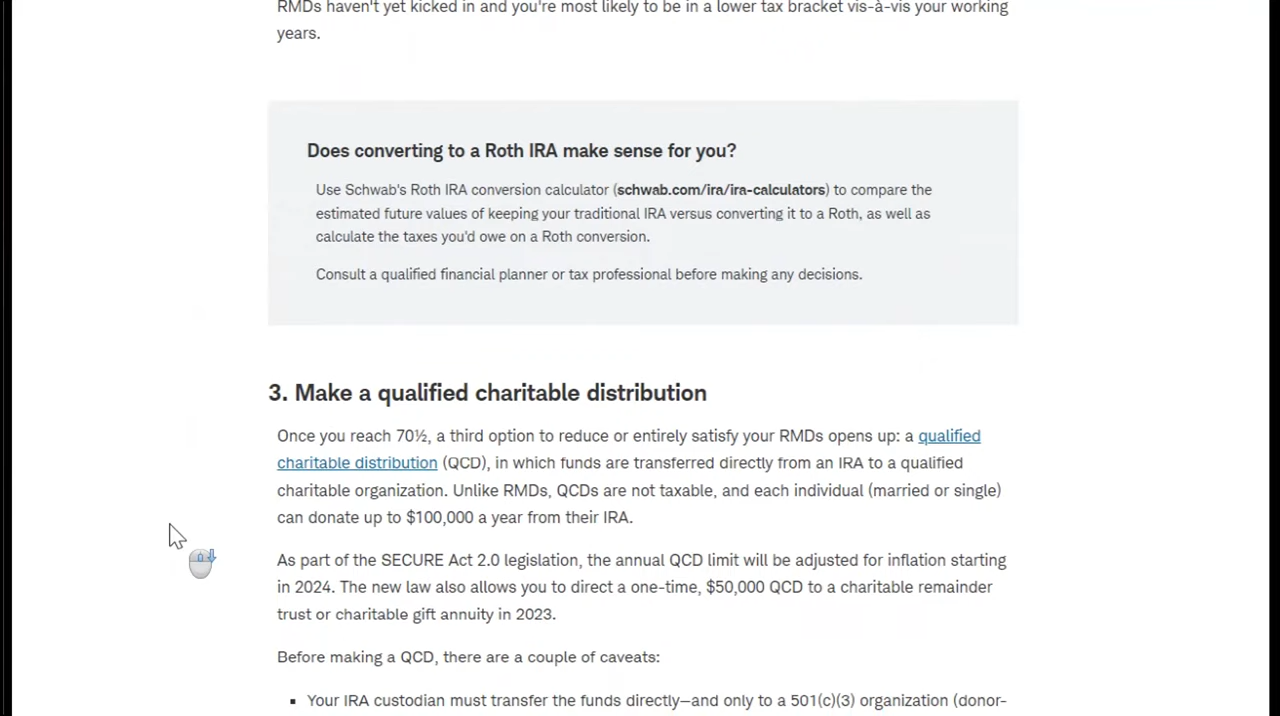 RMDs haven't yet kicked in and you're most likely to be in a lower tax bracket vis-à-vis your working
years.
Does converting to a Roth IRA make sense for you?
Use Schwab's Roth IRA conversion calculator (schwab.com/ira/ira-calculators) to compare the
estimated future values of keeping your traditional IRA versus converting it to a Roth, as well as
calculate the taxes you'd owe on a Roth conversion.
Consult a qualified financial planner or tax professional before making any decisions.
3. Make a qualified charitable distribution
Once you reach 70½, a third option to reduce or entirely satisfy your RMDs opens up: a qualified
charitable distribution (QCD), in which funds are transferred directly from an IRA to a qualified
charitable organization. Unlike RMDs, QCDs are not taxable, and each individual (married or single)
can donate up to $100,000 a year from their IRA.
As part of the SECURE Act 2.0 legislation, the annual QCD limit will be adjusted for inflation starting
in 2024. The new law also allows you to direct a one-time, $50,000 QCD to a charitable remainder
trust or charitable gift annuity in 2023.
Before making a QCD, there are a couple of caveats:
▪ Your IRA custodian must transfer the funds directly—and only to a 501(c)(3) organization (donor-